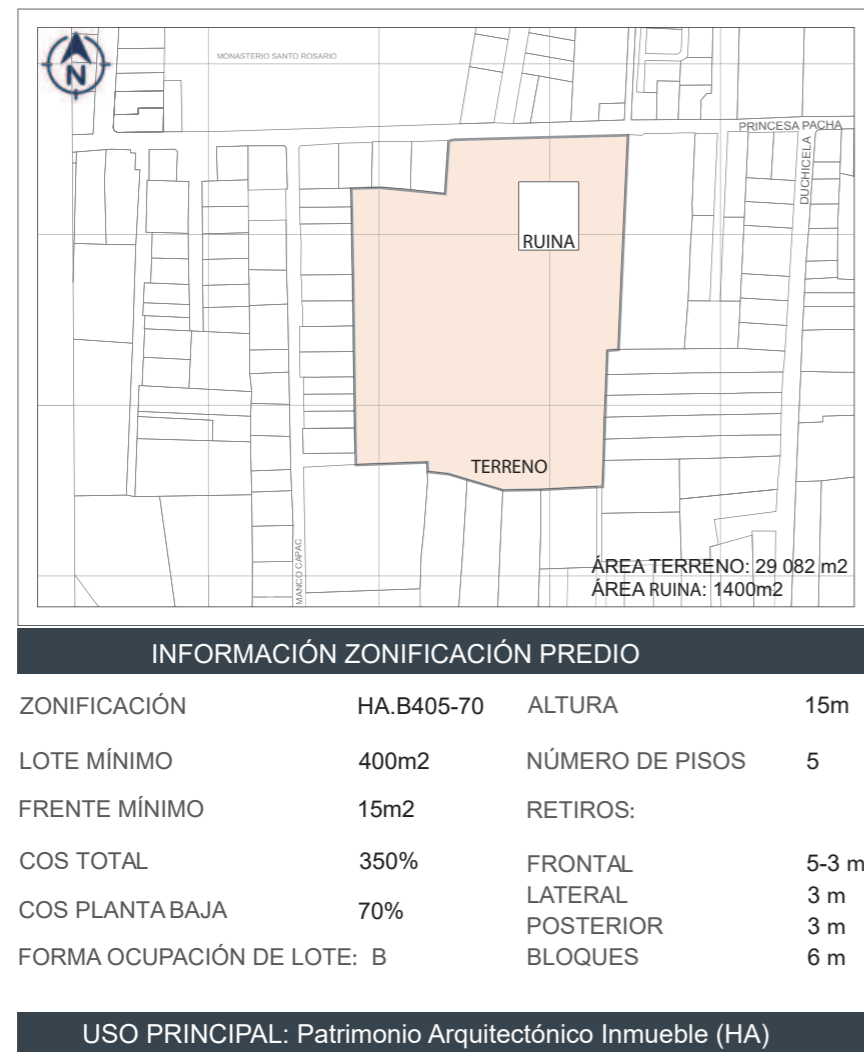 N
MONASTERIO SANTO ROSARIO
PRINCESA PACHA
DUCHICELA
RUINA
TERRENO
MANCO CAPAC
ÁREA TERRENO: 29 082 m2
ÁREA RUINA: 1400m2
INFORMACIÓN ZONIFICACIÓN PREDIO
ZONIFICACIÓN HA.B405-70 ALTURA 15m
LOTE MÍNIMO 400m2 NÚMERO DE PISOS 5
FRENTE MÍNIMO 15m2 RETIROS:
COS TOTAL 350% FRONTAL 5-3 m
LATERAL 3 m
COS PLANTA BAJA 70% POSTERIOR 3 m
FORMA OCUPACIÓN DE LOTE: B BLOQUES 6 m
USO PRINCIPAL: Patrimonio Arquitectónico Inmueble (HA)